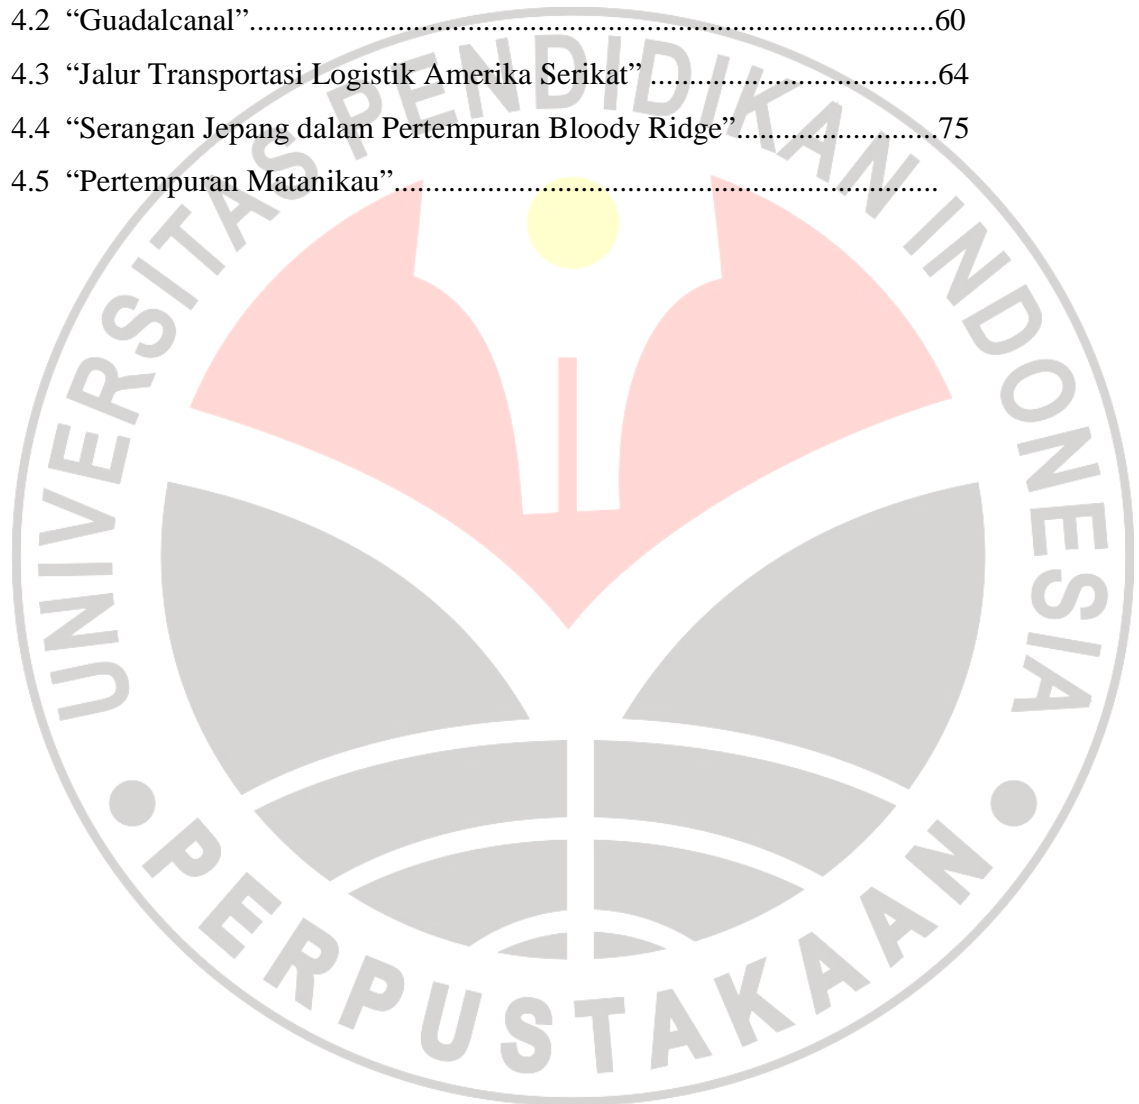 4.2 “Guadalcanal”.........................................................................................60
4.3 “Jalur Transportasi Logistik Amerika Serikat” .....................................64
4.4 “Serangan Jepang dalam Pertempuran Bloody Ridge”..........................75
4.5 “Pertempuran Matanikau”......................................................................
UNIVERSITAS PENDIDIKAN INDONESIA
PERPUSTAKAAN